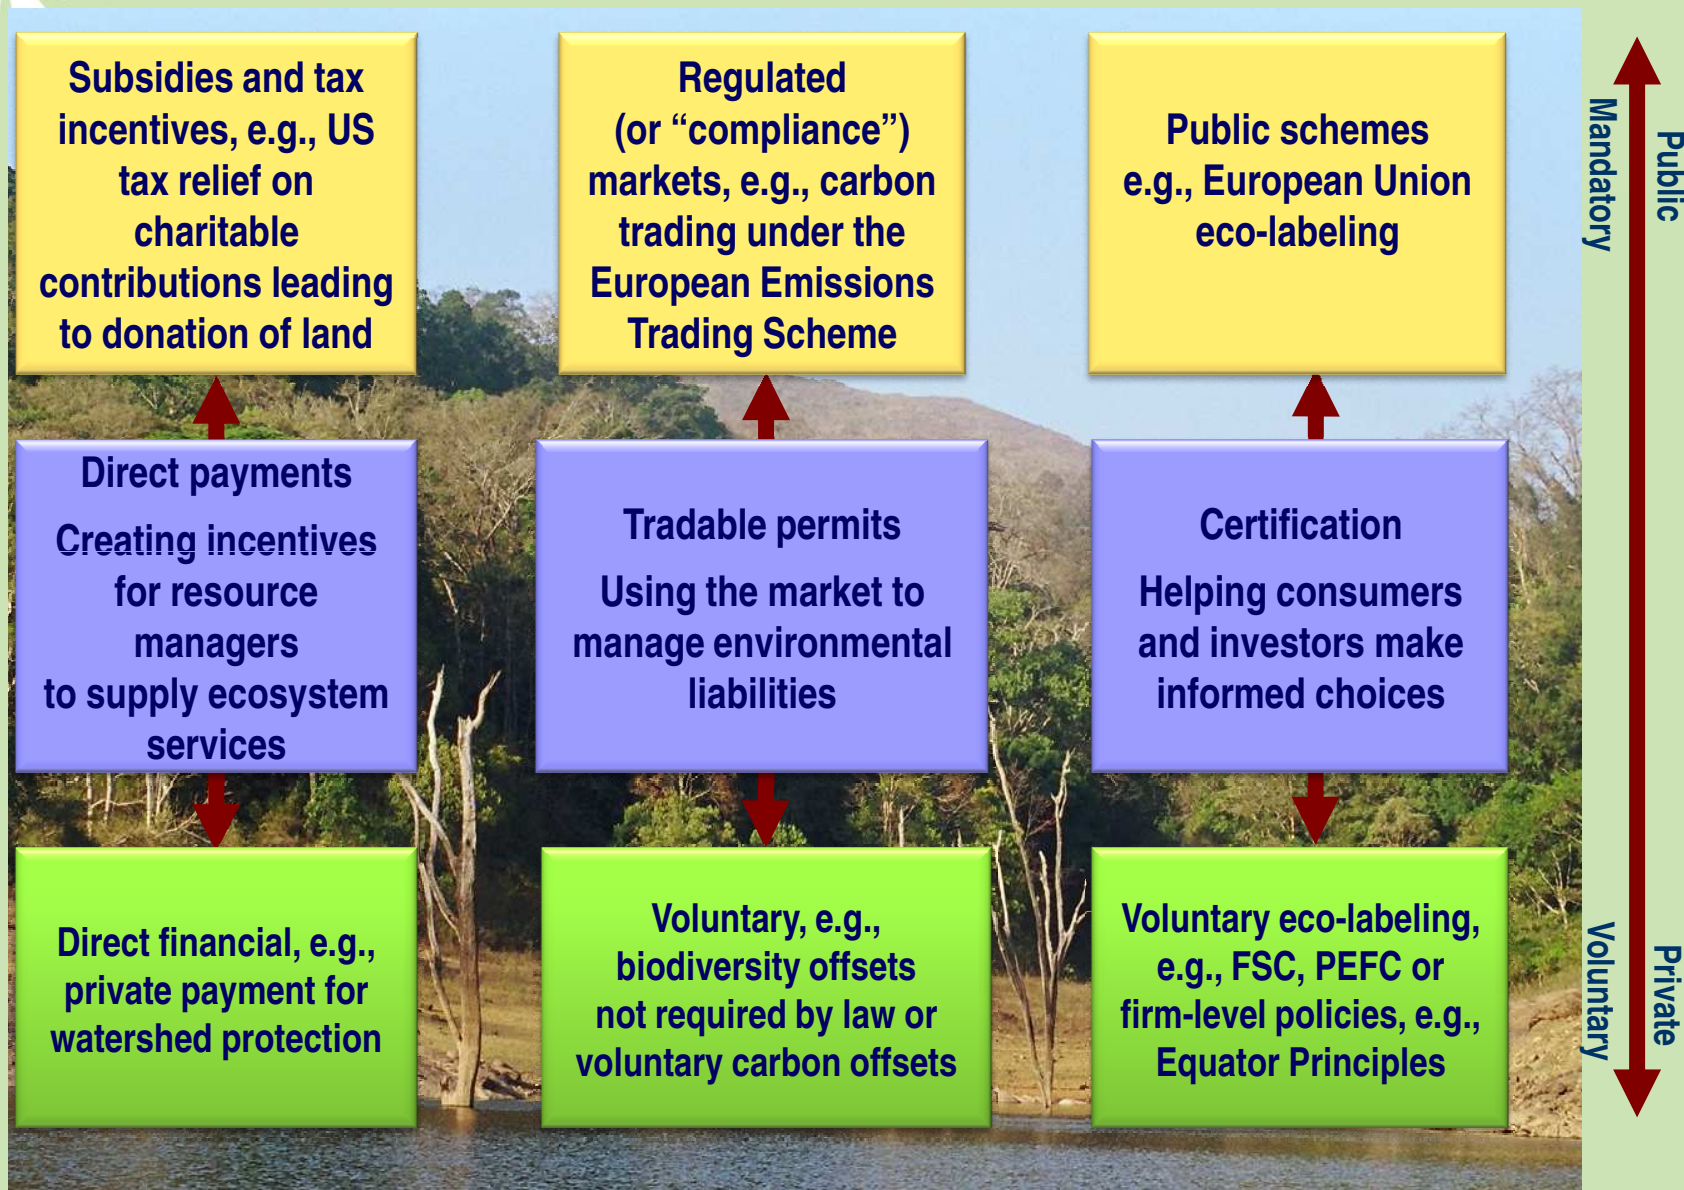 Subsidies and tax
incentives, e.g., US
tax relief on
charitable
contributions leading
to donation of land
Regulated
(or “compliance”)
markets, e.g., carbon
trading under the
European Emissions
Trading Scheme
Public schemes
e.g., European Union
eco-labeling
Mandatory
Public
Direct payments
Creating incentives
for resource
managers
to supply ecosystem
services
Tradable permits
Using the market to
manage environmental
liabilities
Certification
Helping consumers
and investors make
informed choices
Direct financial, e.g.,
private payment for
watershed protection
Voluntary, e.g.,
biodiversity offsets
not required by law or
voluntary carbon offsets
Voluntary eco-labeling,
e.g., FSC, PEFC or
firm-level policies, e.g.,
Equator Principles
Voluntary
Private